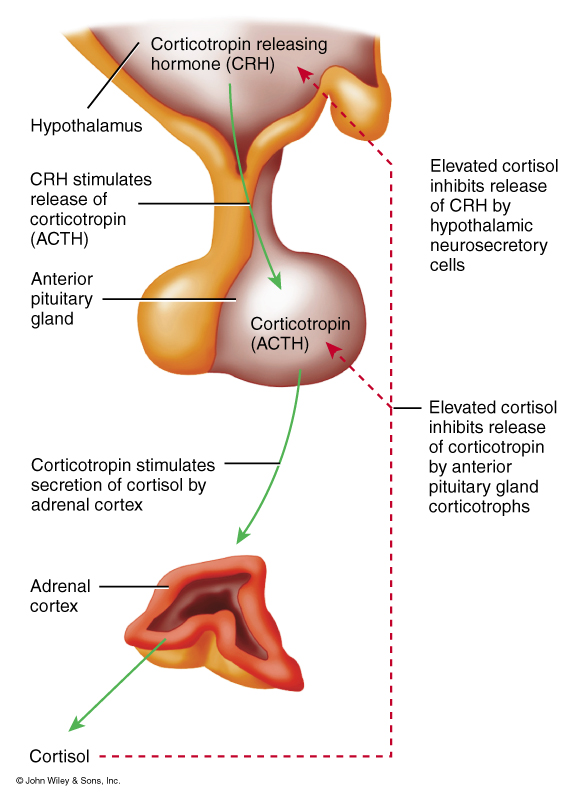 Corticotropin releasing
hormone (CRH)
Hypothalamus
CRH stimulates
release of
corticotropin
(ACTH)
Elevated cortisol
inhibits release
of CRH by
hypothalamic
neurosecretory
cells
Anterior
pituitary
gland
Corticotropin
(ACTH)
Elevated cortisol
inhibits release
of corticotropin
by anterior
pituitary gland
corticotrophs
Corticotropin stimulates
secretion of cortisol by
adrenal cortex
Adrenal
cortex
Cortisol
© John Wiley & Sons, Inc.